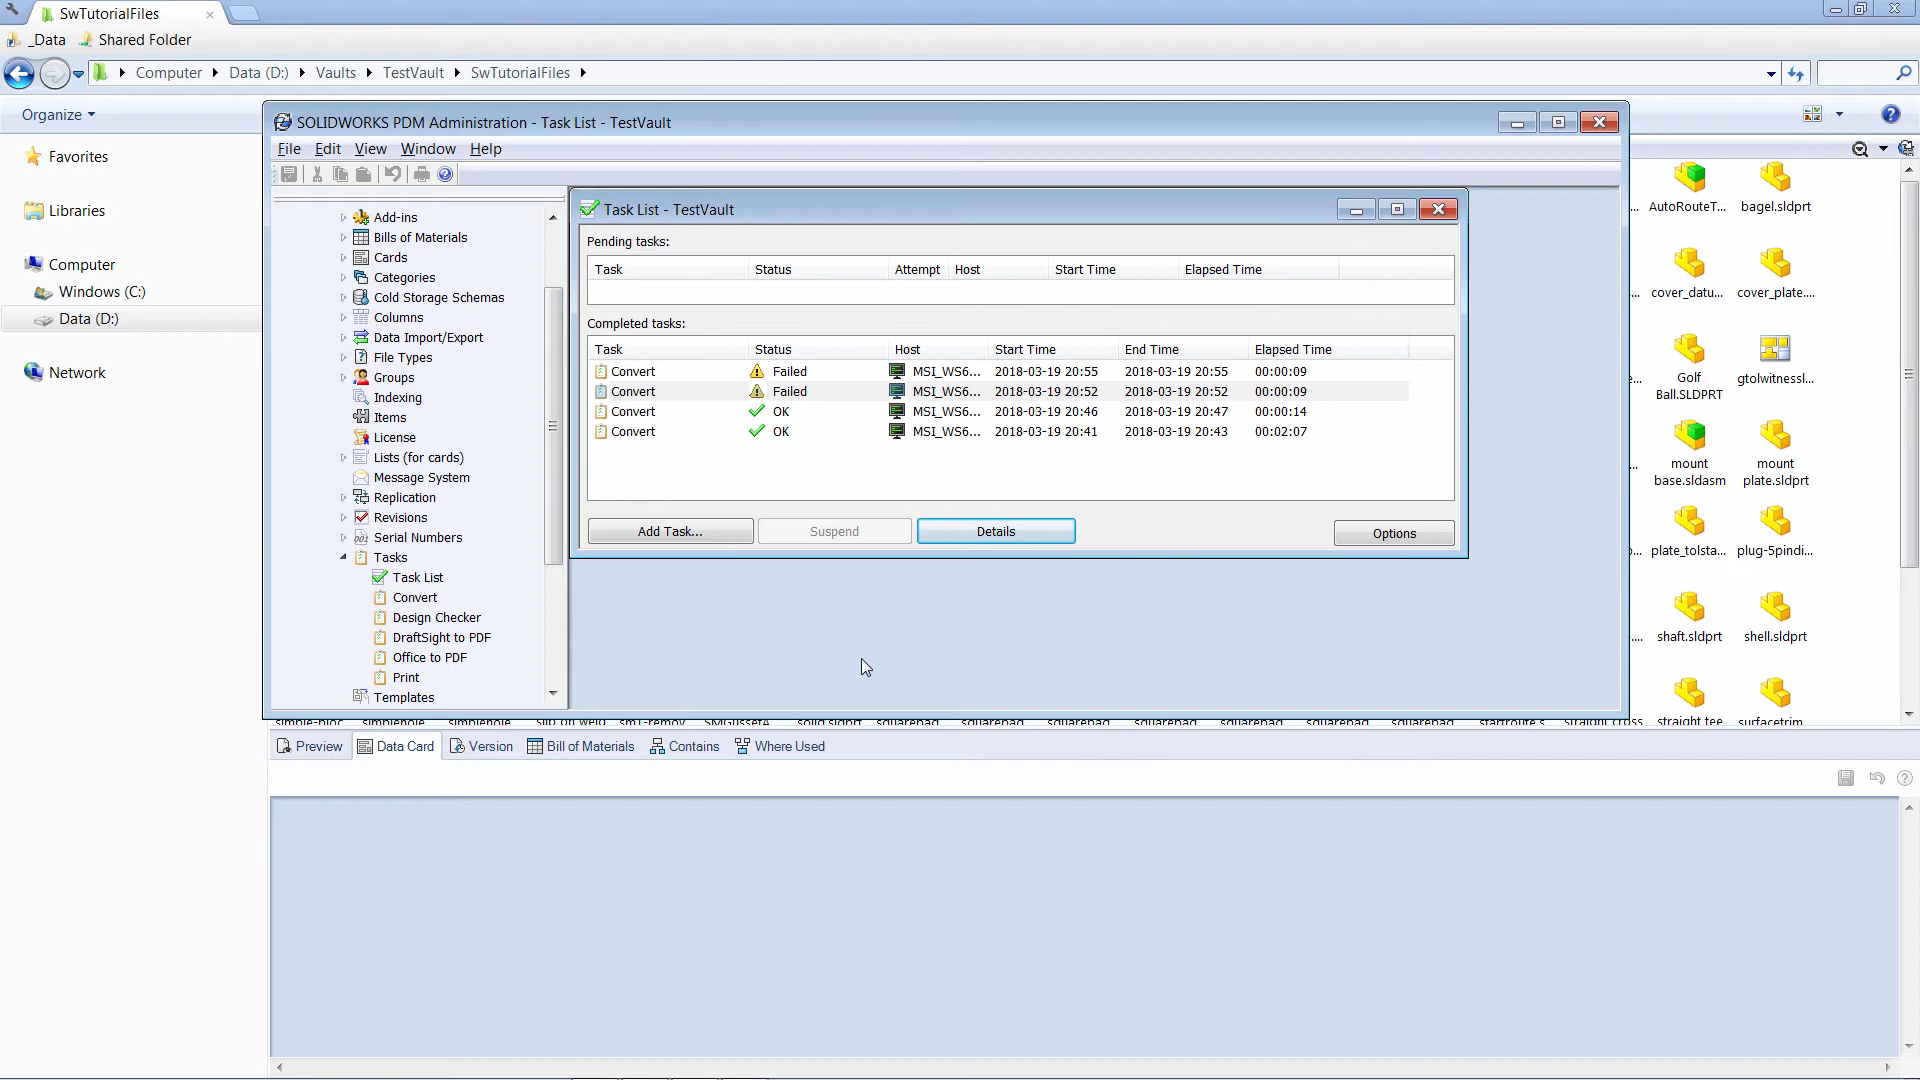 SwTutorialFiles
_Data
Shared Folder
Computer
Data (D:)
Vaults
TestVault
SwTutorialFiles
Organize
SOLIDWORKS PDM Administration - Task List - TestVault
File
Edit
View
Window
Help
Favorites
Libraries
Computer
Windows (C:)
Data (D:)
Network
Add-ins
Bills of Materials
Cards
Categories
Cold Storage Schemas
Columns
Data Import/Export
File Types
Groups
Indexing
Items
License
Lists (for cards)
Message System
Replication
Revisions
Serial Numbers
Tasks
Task List
Convert
Design Checker
DraftSight to PDF
Office to PDF
Print
Templates
Task List - TestVault
Pending tasks:
Task Status Attempt Host Start Time Elapsed Time
Completed tasks:
Task Status Host Start Time End Time Elapsed Time
Convert Failed MSI_WS6... 2018-03-19 20:55 2018-03-19 20:55 00:00:09
Convert Failed MSI_WS6... 2018-03-19 20:52 2018-03-19 20:52 00:00:09
Convert OK MSI_WS6... 2018-03-19 20:46 2018-03-19 20:47 00:00:14
Convert OK MSI_WS6... 2018-03-19 20:41 2018-03-19 20:43 00:02:07
Add Task...
Suspend
Details
Options
AutoRouteT...
bagel.sldprt
cover_datu...
cover_plate....
Golf
Ball.SLDPRT
gtolwitnessl...
mount
base.sldasm
mount
plate.sldprt
plate_tolsta...
plug-5pindi...
shaft.sldprt
shell.sldprt
straight tee
surfacetrim
Preview
Data Card
Version
Bill of Materials
Contains
Where Used